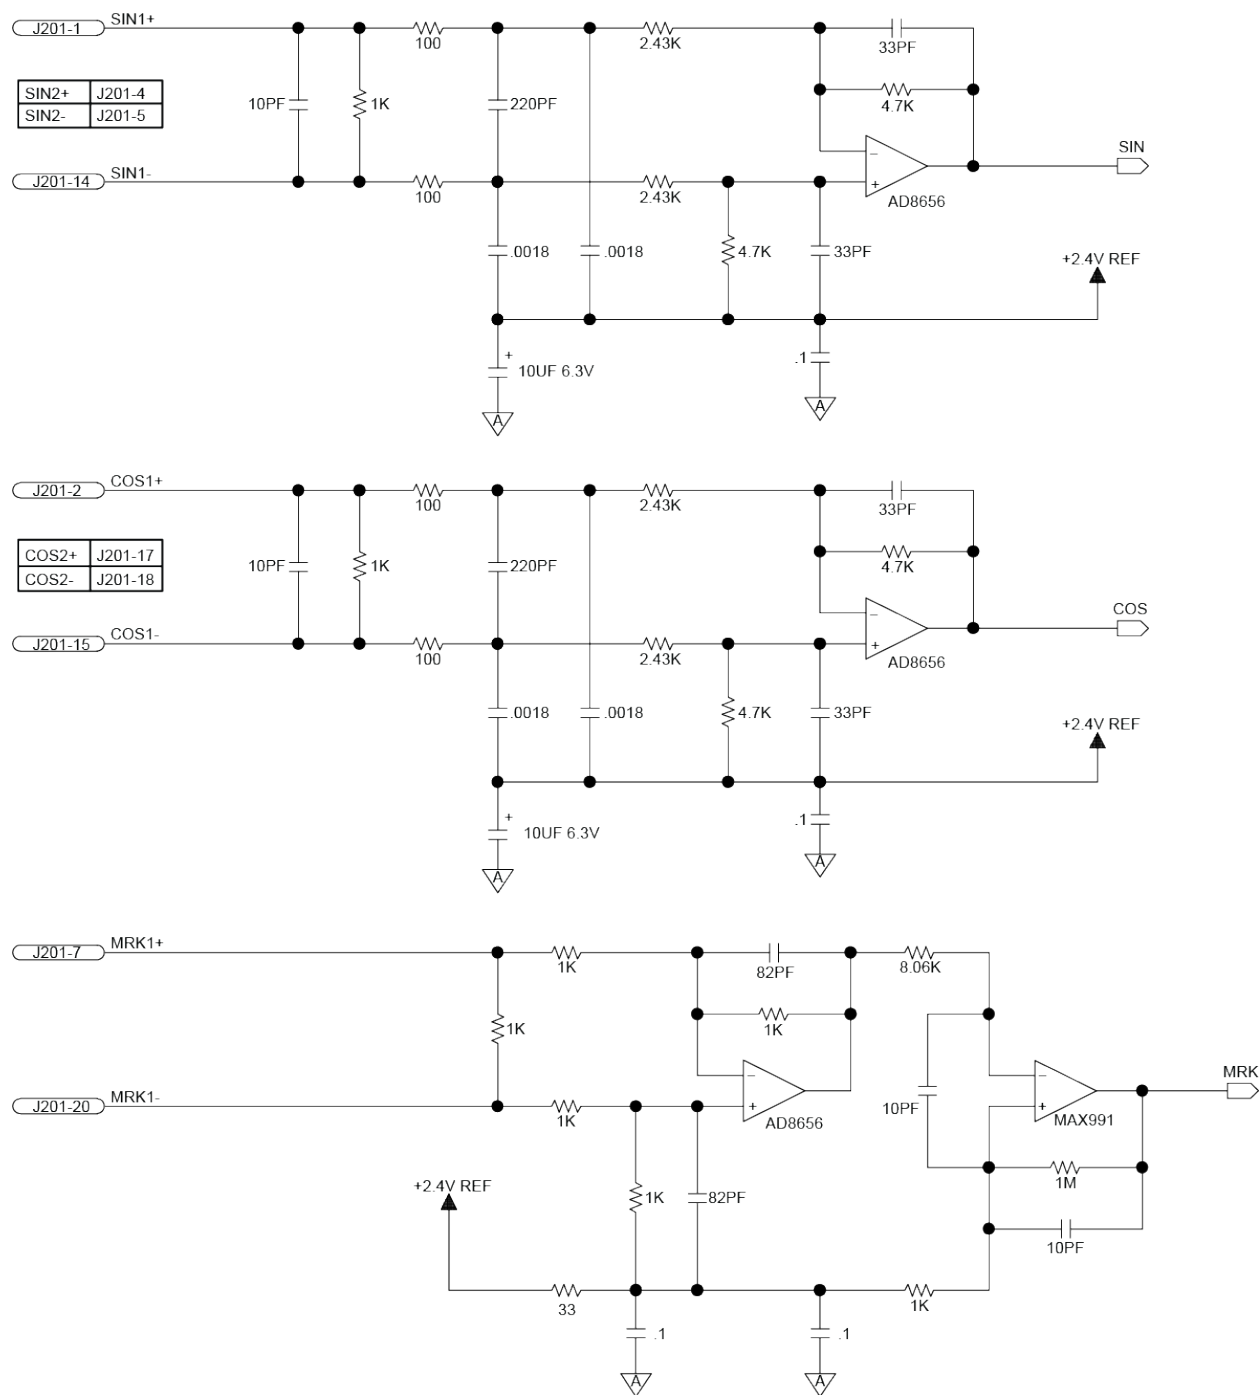 J201-1 SIN1+
100 2.43K 33PF
SIN2+ J201-4
SIN2- J201-5
10PF 1K 220PF 4.7K
SIN
J201-14 SIN1-
100 2.43K AD8656
.0018 .0018 4.7K 33PF
+2.4V REF
+ 10UF 6.3V .1
A A
J201-2 COS1+
100 2.43K 33PF
COS2+ J201-17
COS2- J201-18
10PF 1K 220PF 4.7K
COS
J201-15 COS1-
100 2.43K AD8656
.0018 .0018 4.7K 33PF
+2.4V REF
+ 10UF 6.3V .1
A A
J201-7 MRK1+
1K 82PF 8.06K
1K 1K
MRK
J201-20 MRK1-
1K AD8656 10PF MAX991
+2.4V REF 1K 82PF 1M
10PF
33 1K
.1 .1
A A